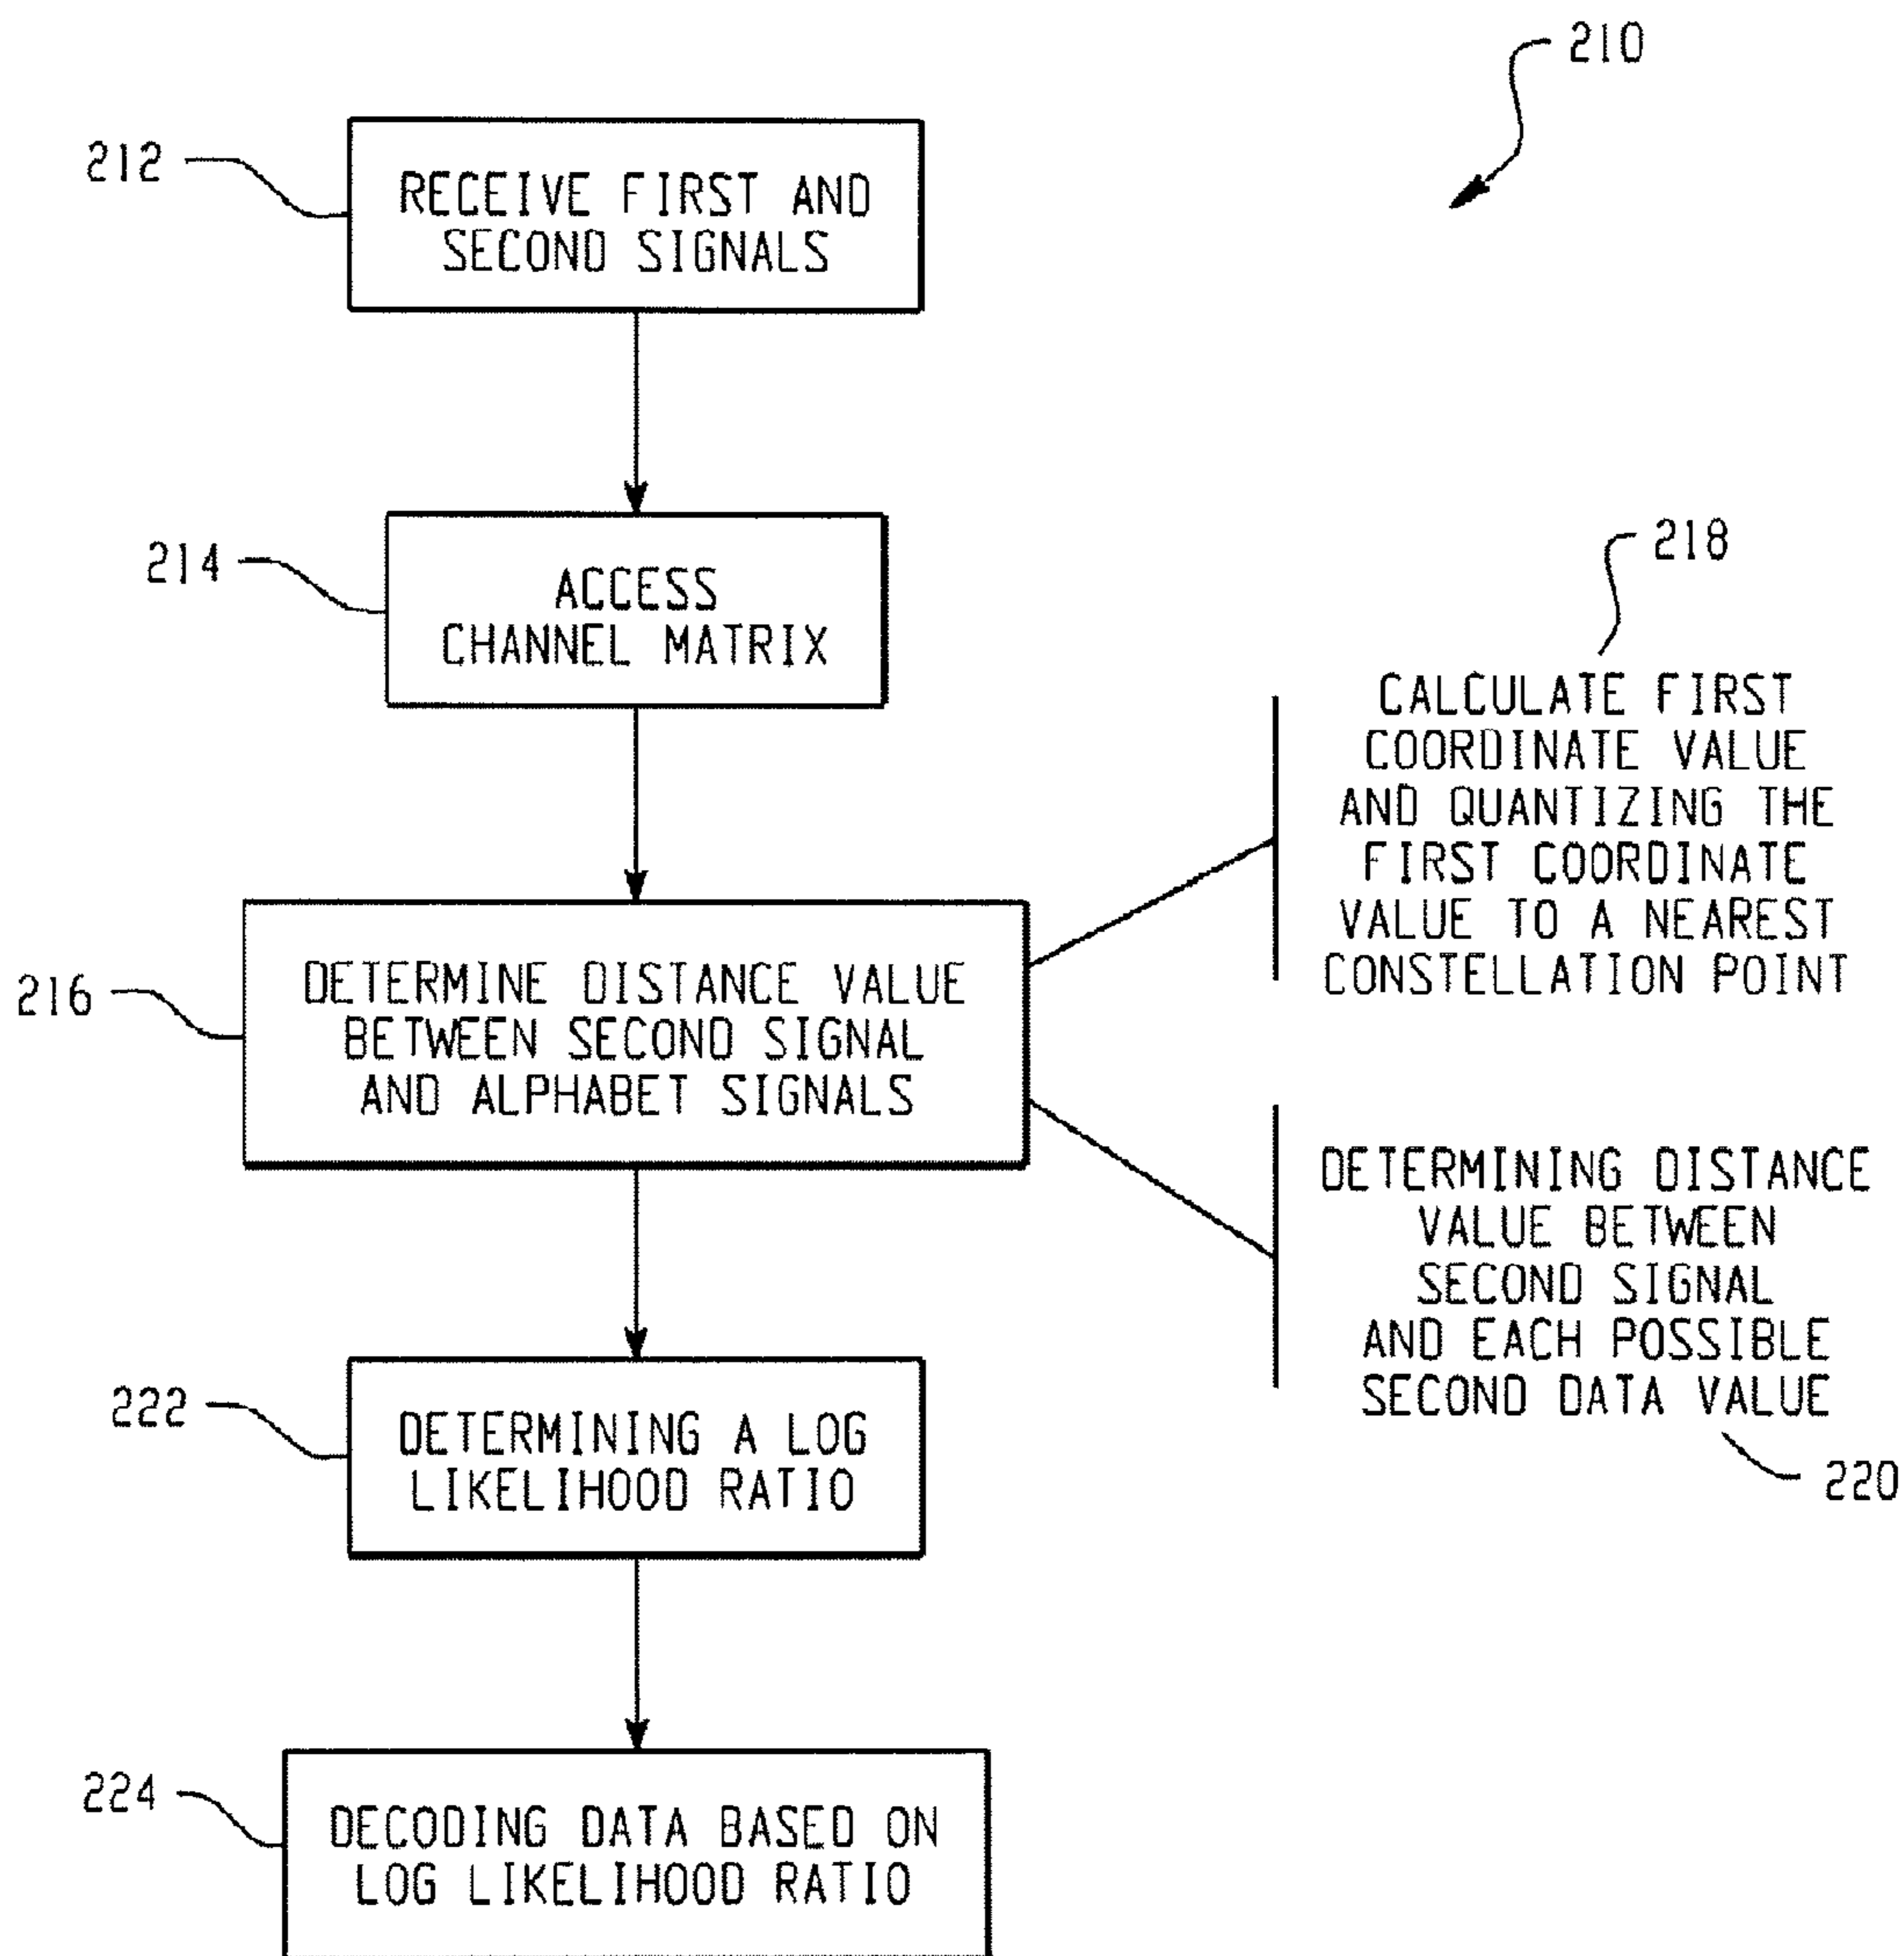 210
212
RECEIVE FIRST AND
SECOND SIGNALS
214
ACCESS
CHANNEL MATRIX
218
CALCULATE FIRST
COORDINATE VALUE
AND QUANTIZING THE
FIRST COORDINATE
VALUE TO A NEAREST
CONSTELLATION POINT
216
DETERMINE DISTANCE VALUE
BETWEEN SECOND SIGNAL
AND ALPHABET SIGNALS
DETERMINING DISTANCE
VALUE BETWEEN
SECOND SIGNAL
AND EACH POSSIBLE
SECOND DATA VALUE
220
222
DETERMINING A LOG
LIKELIHOOD RATIO
224
DECODING DATA BASED ON
LOG LIKELIHOOD RATIO